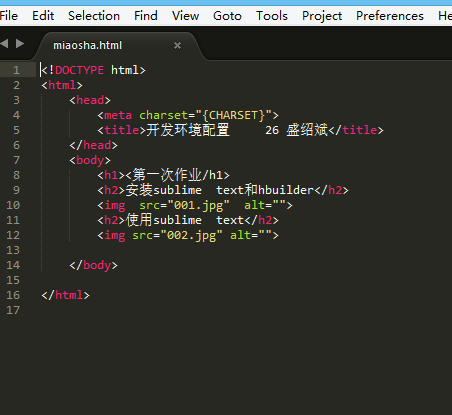 File Edit Selection Find View Goto Tools Project Preferences He
miaosha.html ×
1 <!DOCTYPE html>
2 <html>
3 <head>
4 <meta charset="{CHARSET}">
5 <title>开发环境配置 26 盛绍斌</title>
6 </head>
7 <body>
8 <h1><第一次作业/h1>
9 <h2>安装sublime text和hbuilder</h2>
10 <img src="001.jpg" alt="">
11 <h2>使用sublime text</h2>
12 <img src="002.jpg" alt="">
13
14 </body>
15
16 </html>
17